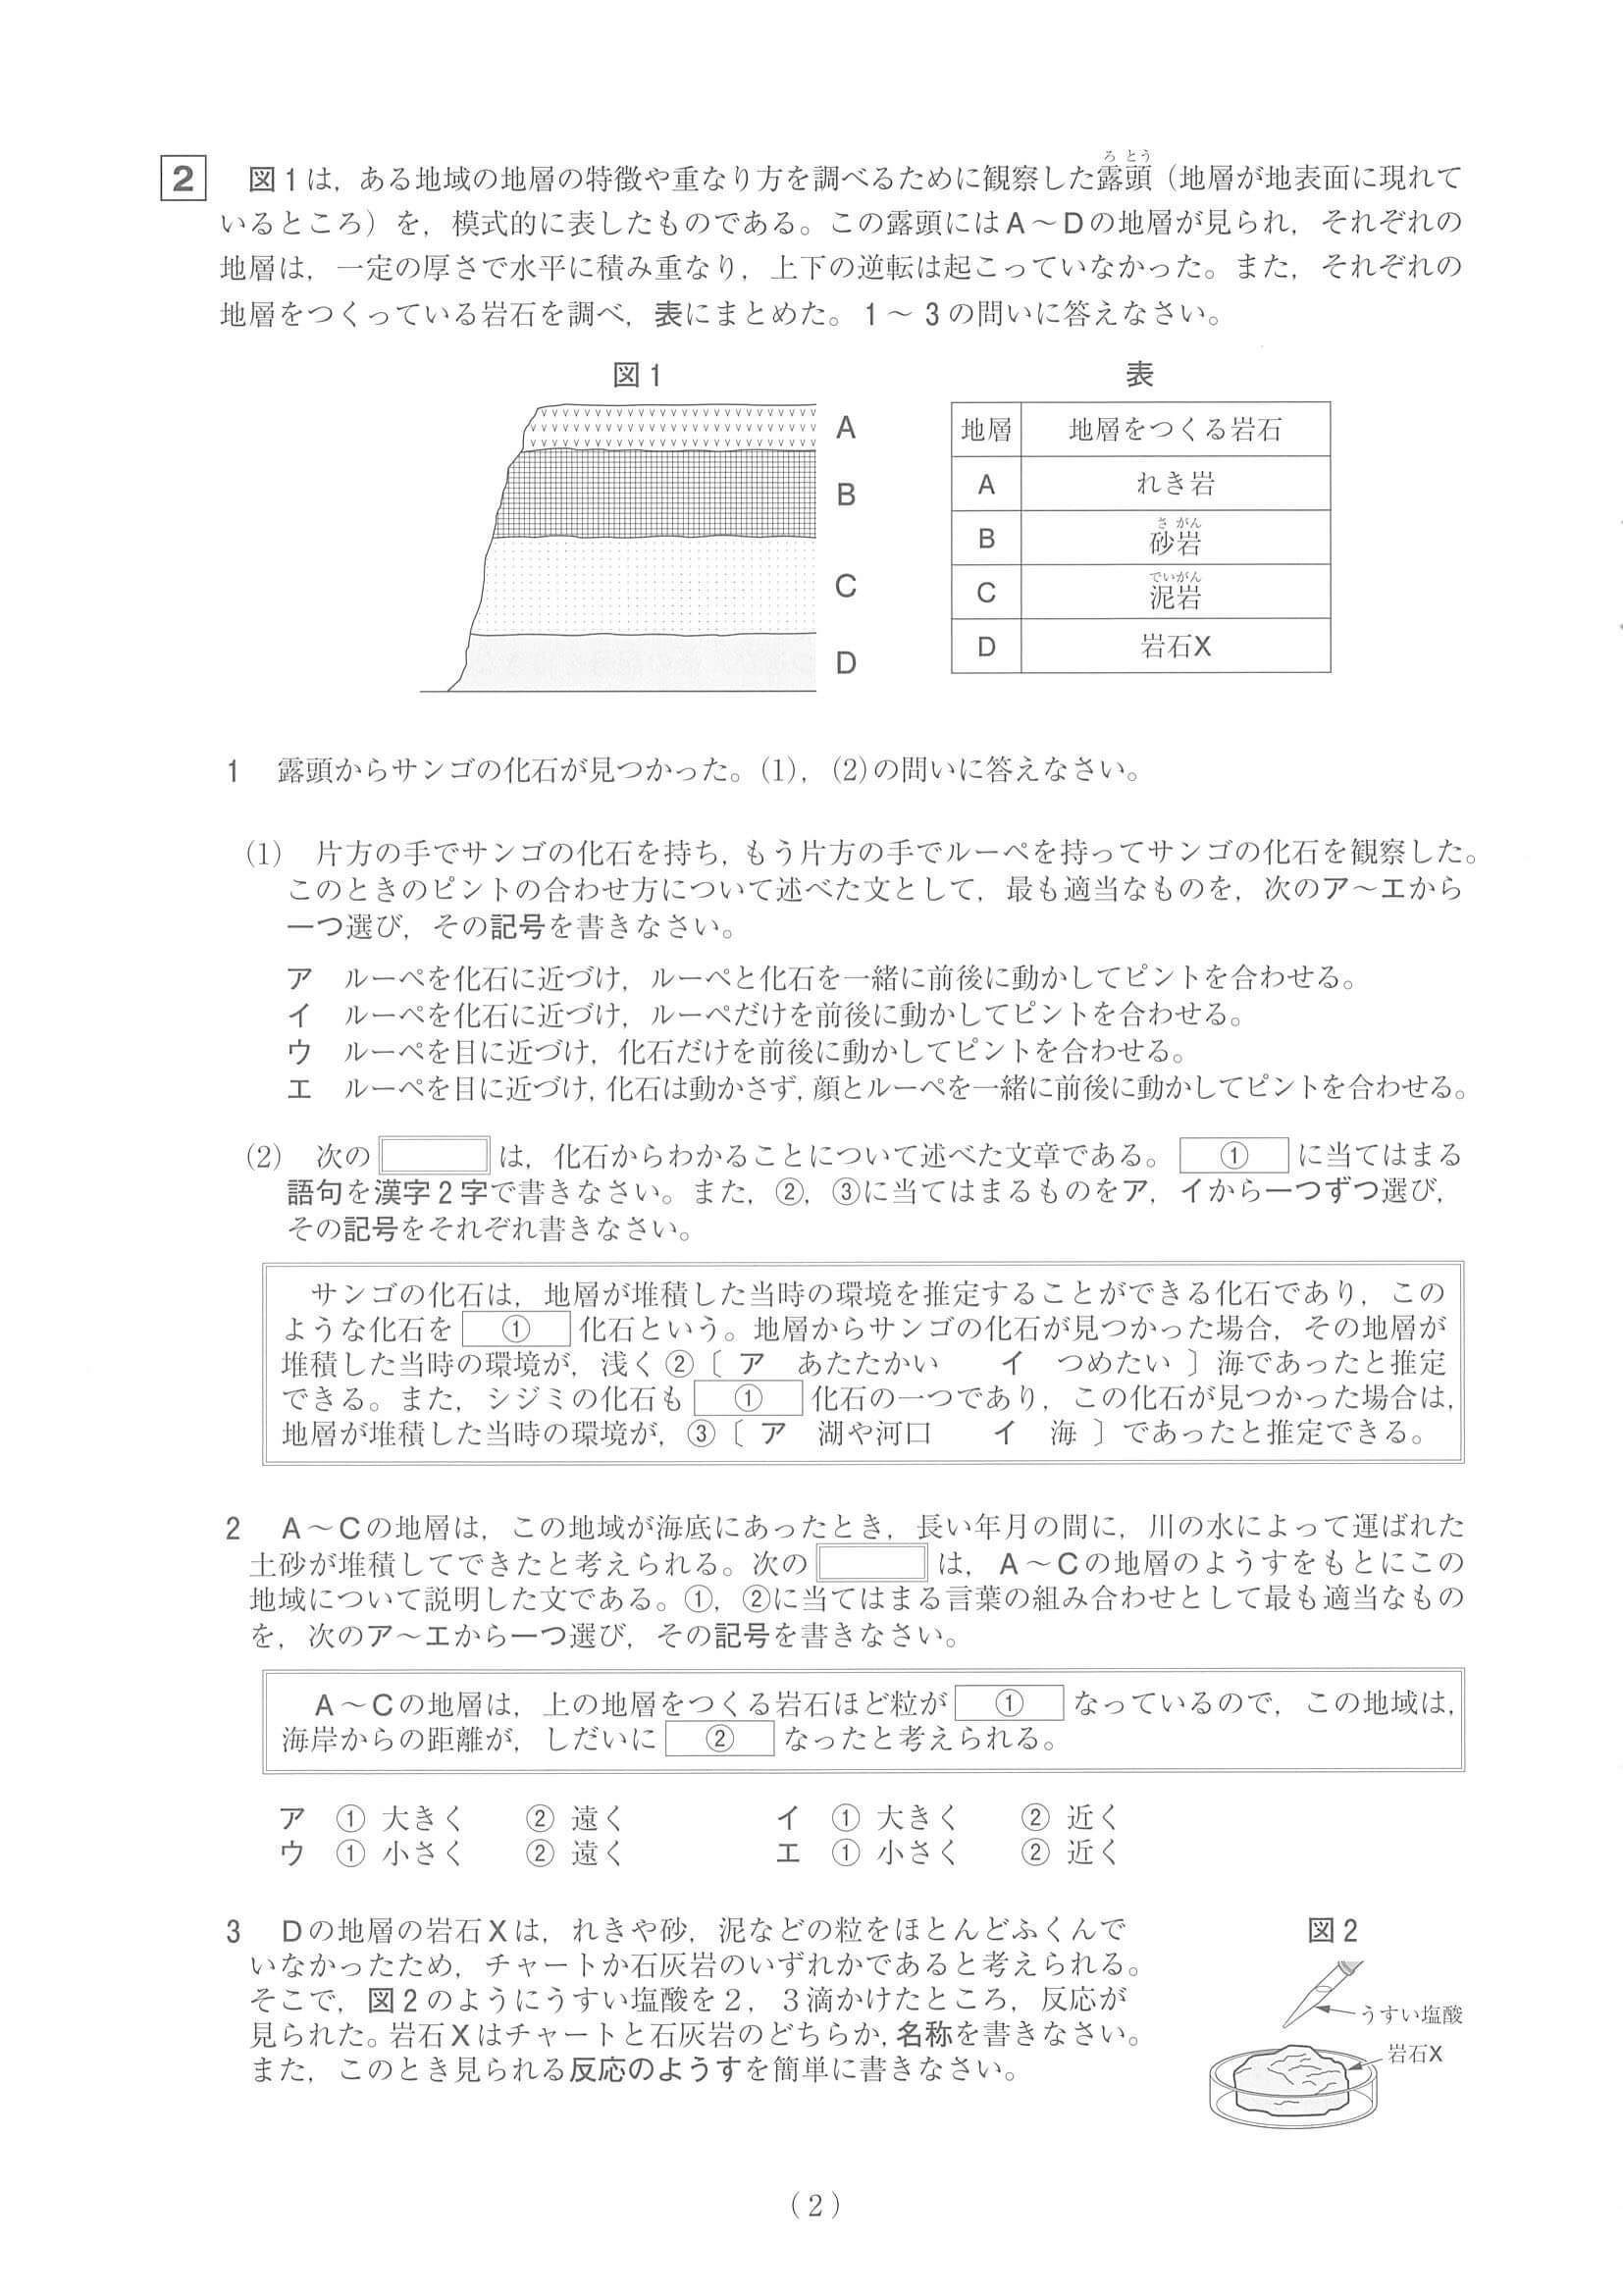 2 図1は，ある地域の地層の特徴や重なり方を調べるために観察した露頭（地層が地表面に現れて
ろ とう
いるところ）を，模式的に表したものである。この露頭にはA～Dの地層が見られ，それぞれの
地層は，一定の厚さで水平に積み重なり，上下の逆転は起こっていなかった。また，それぞれの
地層をつくっている岩石を調べ，表にまとめた。1～3の問いに答えなさい。
図1
A
B
C
D
表
地層 地層をつくる岩石
A れき岩
B 砂岩
さ がん
C 泥岩
でいがん
D 岩石X
1 露頭からサンゴの化石が見つかった。(1)，(2)の問いに答えなさい。
(1) 片方の手でサンゴの化石を持ち，もう片方の手でルーペを持ってサンゴの化石を観察した。
このときのピントの合わせ方について述べた文として，最も適当なものを，次のア～エから
一つ選び，その記号を書きなさい。
ア ルーペを化石に近づけ，ルーペと化石を一緒に前後に動かしてピントを合わせる。
イ ルーペを化石に近づけ，ルーペだけを前後に動かしてピントを合わせる。
ウ ルーペを目に近づけ，化石だけを前後に動かしてピントを合わせる。
エ ルーペを目に近づけ，化石は動かさず，顔とルーペを一緒に前後に動かしてピントを合わせる。
(2) 次の は，化石からわかることについて述べた文章である。 ① に当てはまる
語句を漢字2字で書きなさい。また，②，③に当てはまるものをア，イから一つずつ選び，
その記号をそれぞれ書きなさい。
サンゴの化石は，地層が堆積した当時の環境を推定することができる化石であり，この
ような化石を ① 化石という。地層からサンゴの化石が見つかった場合，その地層が
堆積した当時の環境が，浅く②〔 ア あたたかい イ つめたい 〕海であったと推定
できる。また，シジミの化石も ① 化石の一つであり，この化石が見つかった場合は，
地層が堆積した当時の環境が，③〔 ア 湖や河口 イ 海 〕であったと推定できる。
2 A～Cの地層は，この地域が海底にあったとき，長い年月の間に，川の水によって運ばれた
土砂が堆積してできたと考えられる。次の は，A～Cの地層のようすをもとにこの
地域について説明した文である。①，②に当てはまる言葉の組み合わせとして最も適当なもの
を，次のア～エから一つ選び，その記号を書きなさい。
A～Cの地層は，上の地層をつくる岩石ほど粒が ① なっているので，この地域は，
海岸からの距離が，しだいに ② なったと考えられる。
ア ① 大きく ② 遠く イ ① 大きく ② 近く
ウ ① 小さく ② 遠く エ ① 小さく ② 近く
3 Dの地層の岩石Xは，れきや砂，泥などの粒をほとんどふくんで
いなかったため，チャートか石灰岩のいずれかであると考えられる。
そこで，図2のようにうすい塩酸を2，3滴かけたところ，反応が
見られた。岩石Xはチャートと石灰岩のどちらか，名称を書きなさい。
また，このとき見られる反応のようすを簡単に書きなさい。
図2
うすい塩酸
岩石X
( 2 )